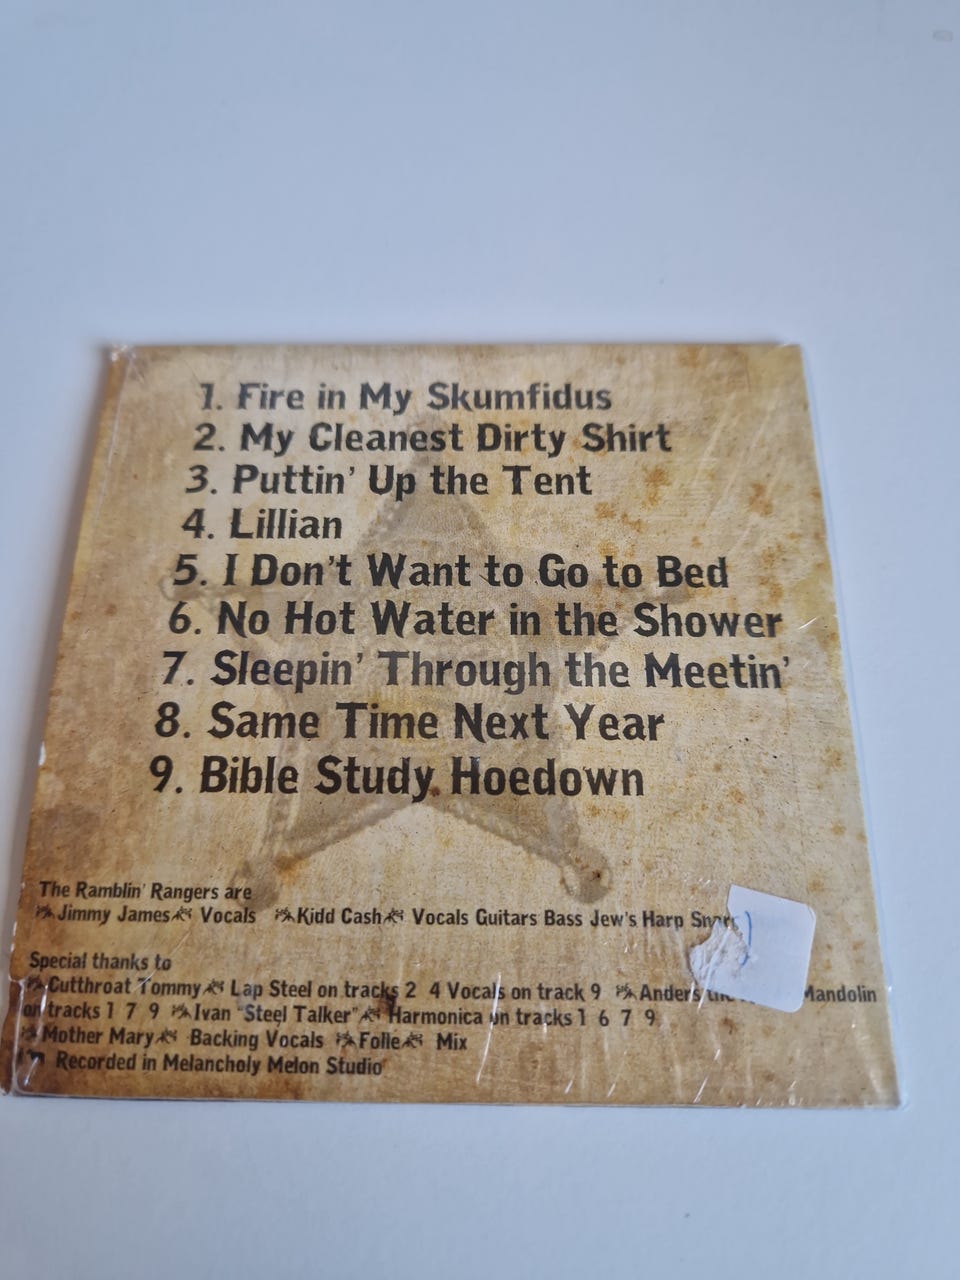 1. Fire in My Skumfidus
2. My Cleanest Dirty Shirt
3. Puttin' Up the Tent
4. Lillian
5. I Don't Want to Go to Bed
6. No Hot Water in the Shower
7. Sleepin' Through the Meetin'
8. Same Time Next Year
9. Bible Study Hoedown
The Ramblin' Rangers are
Jimmy James Vocals Kidd Cash Vocals Guitars Bass Jew's Harp
Special thanks to
Cutthroat Tommy Lap Steel on tracks 2 4 Vocals on track 9 Anders Mandolin
on tracks 1 7 9 Ivan "Steel Talker" Harmonica on tracks 1 6 7 9
Mother Mary Backing Vocals Folle Mix
Recorded in Melancholy Melon Studio